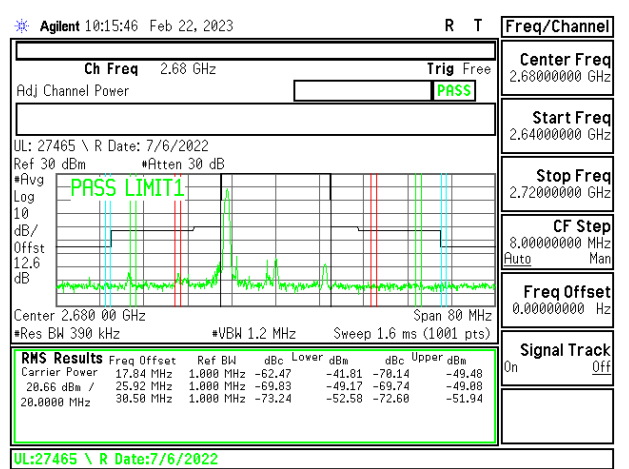 Agilent 10:15:46 Feb 22, 2023 R T
Freq/Channel
Ch Freq 2.68 GHz Trig Free
Adj Channel Power PASS
UL: 27465 \ R Date: 7/6/2022
Ref 30 dBm #Atten 30 dB
#Avg
Log
10
dB/
Offst
12.6
dB
PASS LIMIT1
Center 2.680 00 GHz Span 80 MHz
#Res BW 390 kHz #VBW 1.2 MHz Sweep 1.6 ms (1001 pts)
RMS Results Freq Offset Ref BW dBc Lower dBm dBc Upper dBm
Carrier Power 17.84 MHz 1.000 MHz -62.47 -41.81 -70.14 -49.48
20.66 dBm / 25.92 MHz 1.000 MHz -69.83 -49.17 -69.74 -49.08
20.0000 MHz 30.50 MHz 1.000 MHz -73.24 -52.58 -72.60 -51.94
UL:27465 \ R Date:7/6/2022
Center Freq
2.68000000 GHz
Start Freq
2.64000000 GHz
Stop Freq
2.72000000 GHz
CF Step
8.00000000 MHz
Auto Man
Freq Offset
0.00000000 Hz
Signal Track
On Off